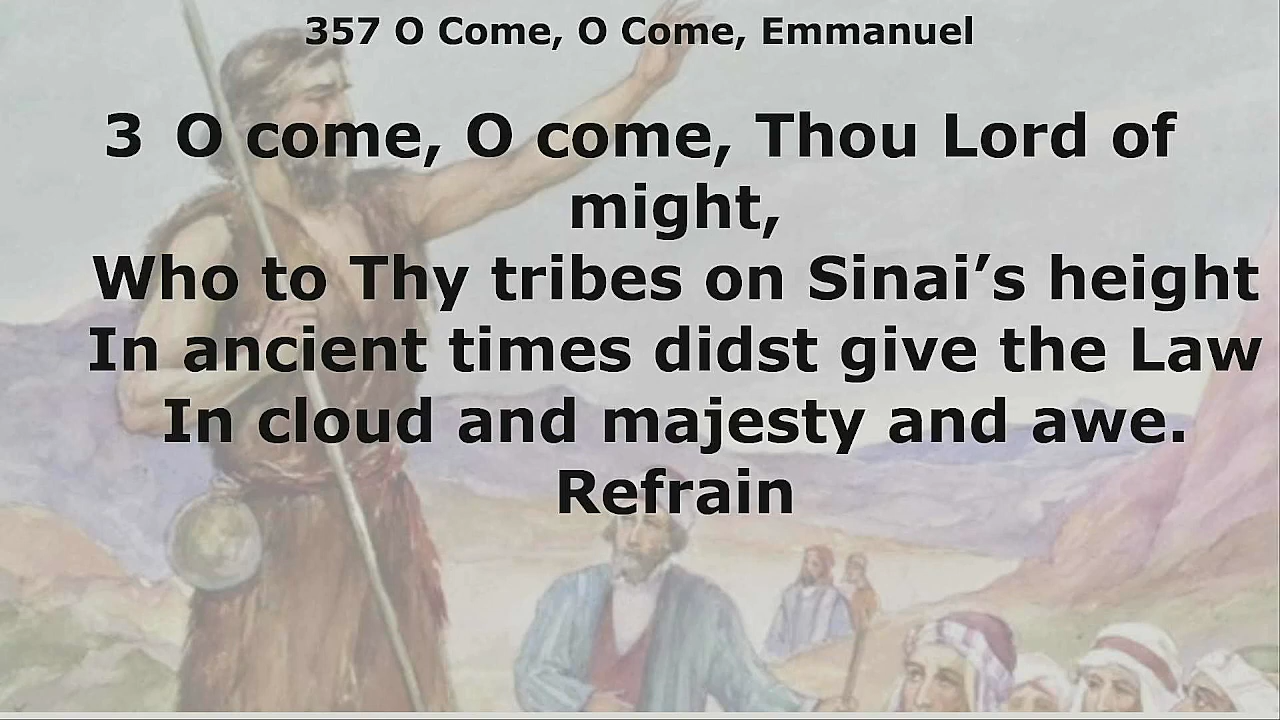 357 O Come, O Come, Emmanuel
3 O come, O come, Thou Lord of
might,
Who to Thy tribes on Sinai’s height
In ancient times didst give the Law
In cloud and majesty and awe.
Refrain